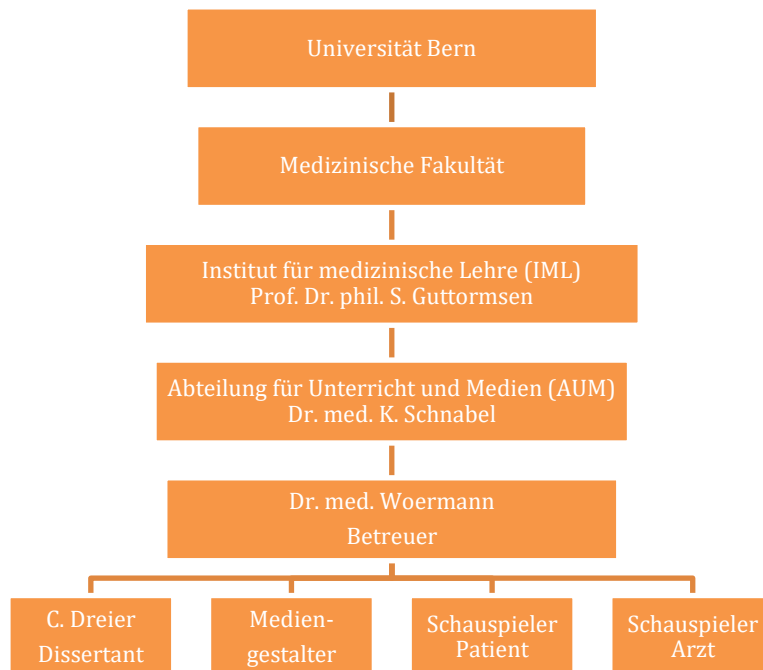 Universität Bern
Medizinische Fakultät
Institut für medizinische Lehre (IML)
Prof. Dr. phil. S. Guttormsen
Abteilung für Unterricht und Medien (AUM)
Dr. med. K. Schnabel
Dr. med. Woermann
Betreuer
C. Dreier
Dissertant
Medien-
gestalter
Schauspieler
Patient
Schauspieler
Arzt